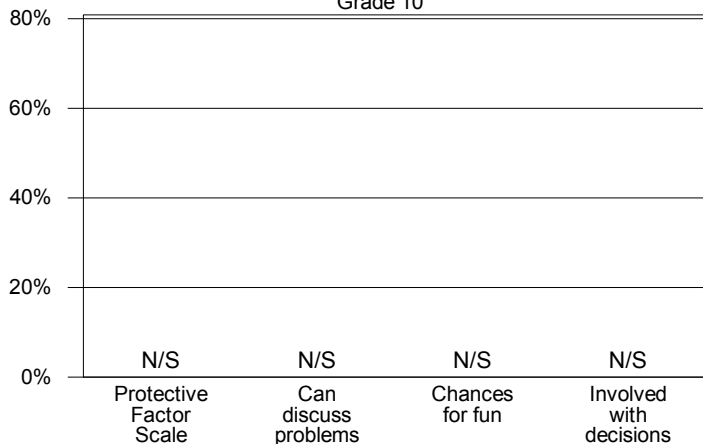 Grade 10
80%
60%
40%
20%
0%
N/S N/S N/S N/S
Protective
Factor
Scale
Can
discuss
problems
Chances
for fun
Involved
with
decisions